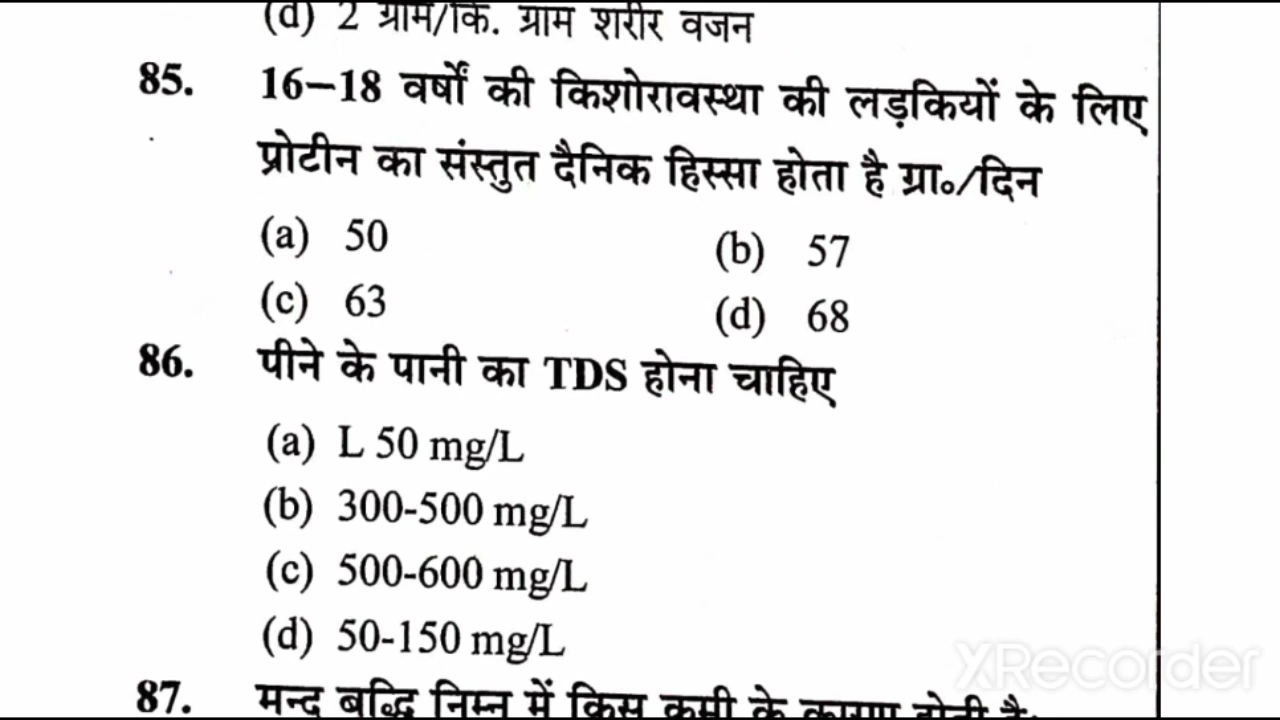 (d) 2 ग्राम/कि. ग्राम शरीर वजन
85. 16–18 वर्षों की किशोरावस्था की लड़कियों के लिए
प्रोटीन का संस्तुत दैनिक हिस्सा होता है ग्रा॰/दिन
(a) 50 (b) 57
(c) 63 (d) 68
86. पीने के पानी का TDS होना चाहिए
(a) L 50 mg/L
(b) 300-500 mg/L
(c) 500-600 mg/L
(d) 50-150 mg/L
87. मन्द बुद्धि निम्न में किस कमी के कारण होती है:
XRecorder